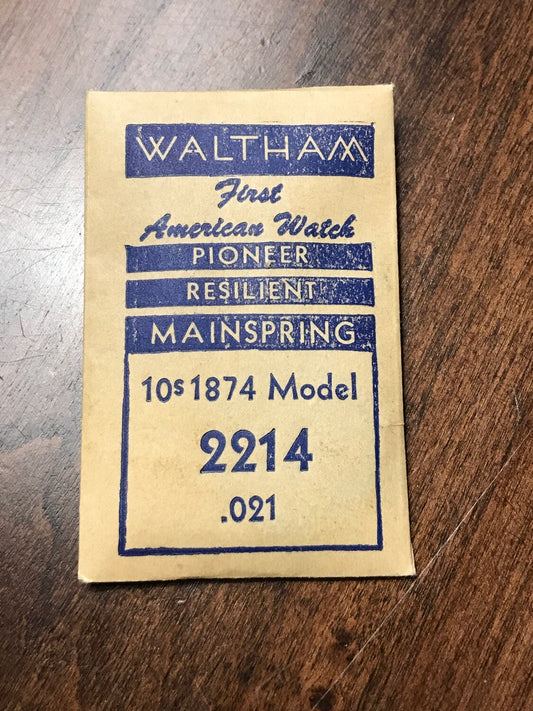 WALTHAM
First
American Watch
PIONEER
RESILIENT
MAINSPRING
10s 1874 Model
2214
.021